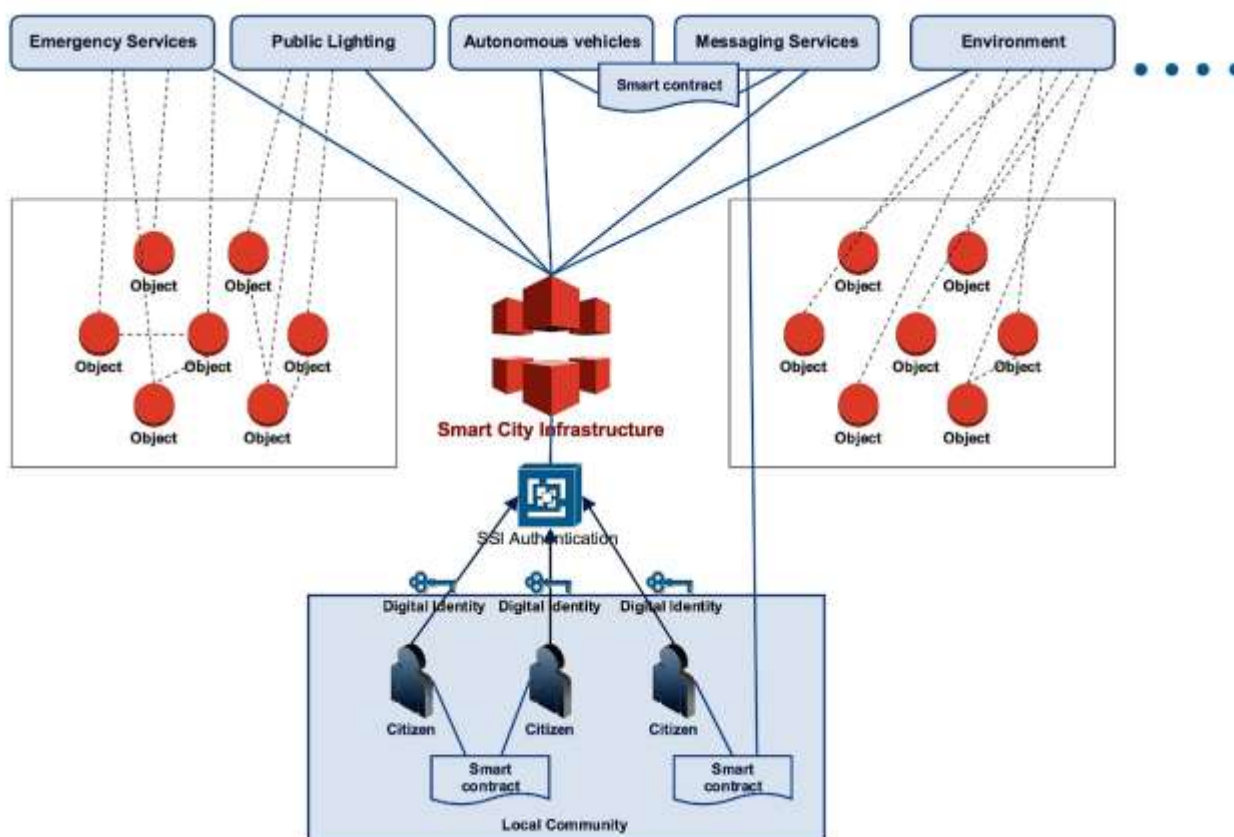 Emergency Services
Public Lighting
Autonomous vehicles
Messaging Services
Environment
Smart contract
Object
Object
Object
Object
Object
Object
Object
Object
Object
Object
Object
Object
Object
Object
Smart City Infrastructure
SSI Authentication
Digital Identity
Digital Identity
Digital Identity
Citizen
Citizen
Citizen
Smart
contract
Smart
contract
Local Community